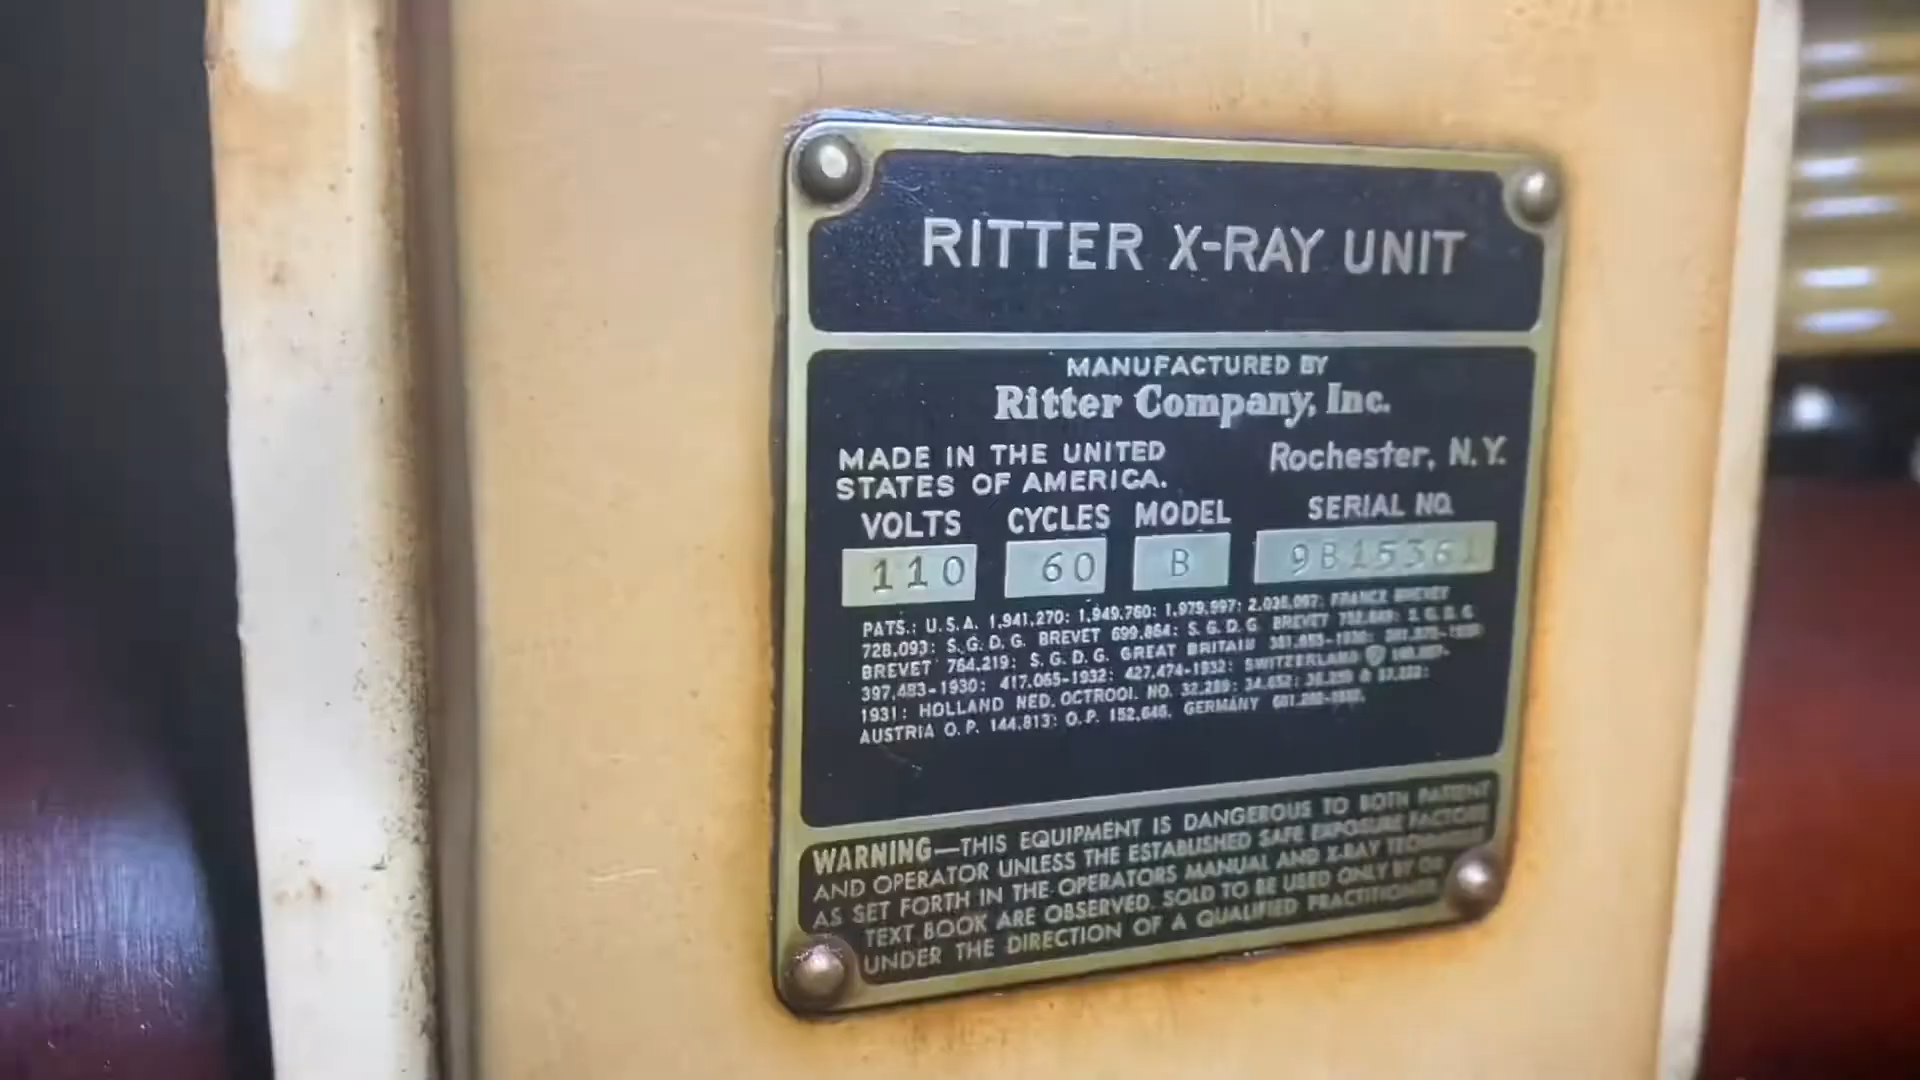 RITTER X-RAY UNIT
MANUFACTURED BY
Ritter Company, Inc.
MADE IN THE UNITED
STATES OF AMERICA.
Rochester, N.Y.
VOLTS CYCLES MODEL SERIAL NO.
110 60 B 9B15361
PATS.: U.S.A. 1,941,270: 1,949,760: 1,979,997: FRANCE BREVET
728,093: S.G.D.G. BREVET 699,864: S.G.D.G BREVET S.G.D.G.
BREVET 764,219: S.G.D.G. GREAT BRITAIN
397,483-1930: 417,065-1932: 427,474-1932: SWITZERLAND
1931: HOLLAND NED. OCTROOI. NO. 32,289:
AUSTRIA O.P. 144,813: O.P. 152,646. GERMANY
WARNING—THIS EQUIPMENT IS DANGEROUS TO BOTH PATIENT
AND OPERATOR UNLESS THE ESTABLISHED SAFE EXPOSURE FACTORS
AS SET FORTH IN THE OPERATORS MANUAL AND X-RAY TECHNIQUE
TEXT BOOK ARE OBSERVED. SOLD TO BE USED ONLY BY OR
UNDER THE DIRECTION OF A QUALIFIED PRACTITIONER.